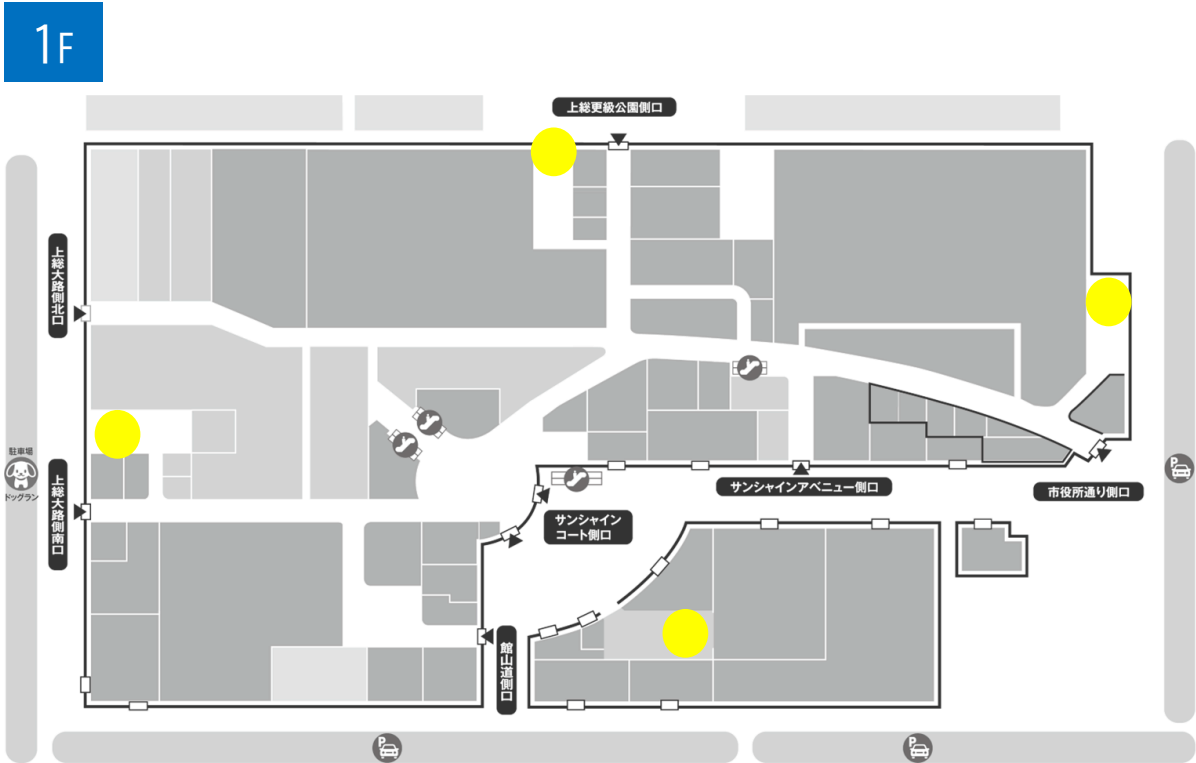 1F
上総更級公園側口
上総大路側北口
駐車場
ドッグラン
上総大路側南口
サンシャインアベニュー側口
市役所通り側口
サンシャイン
コート側口
館山道側口
P
P
P